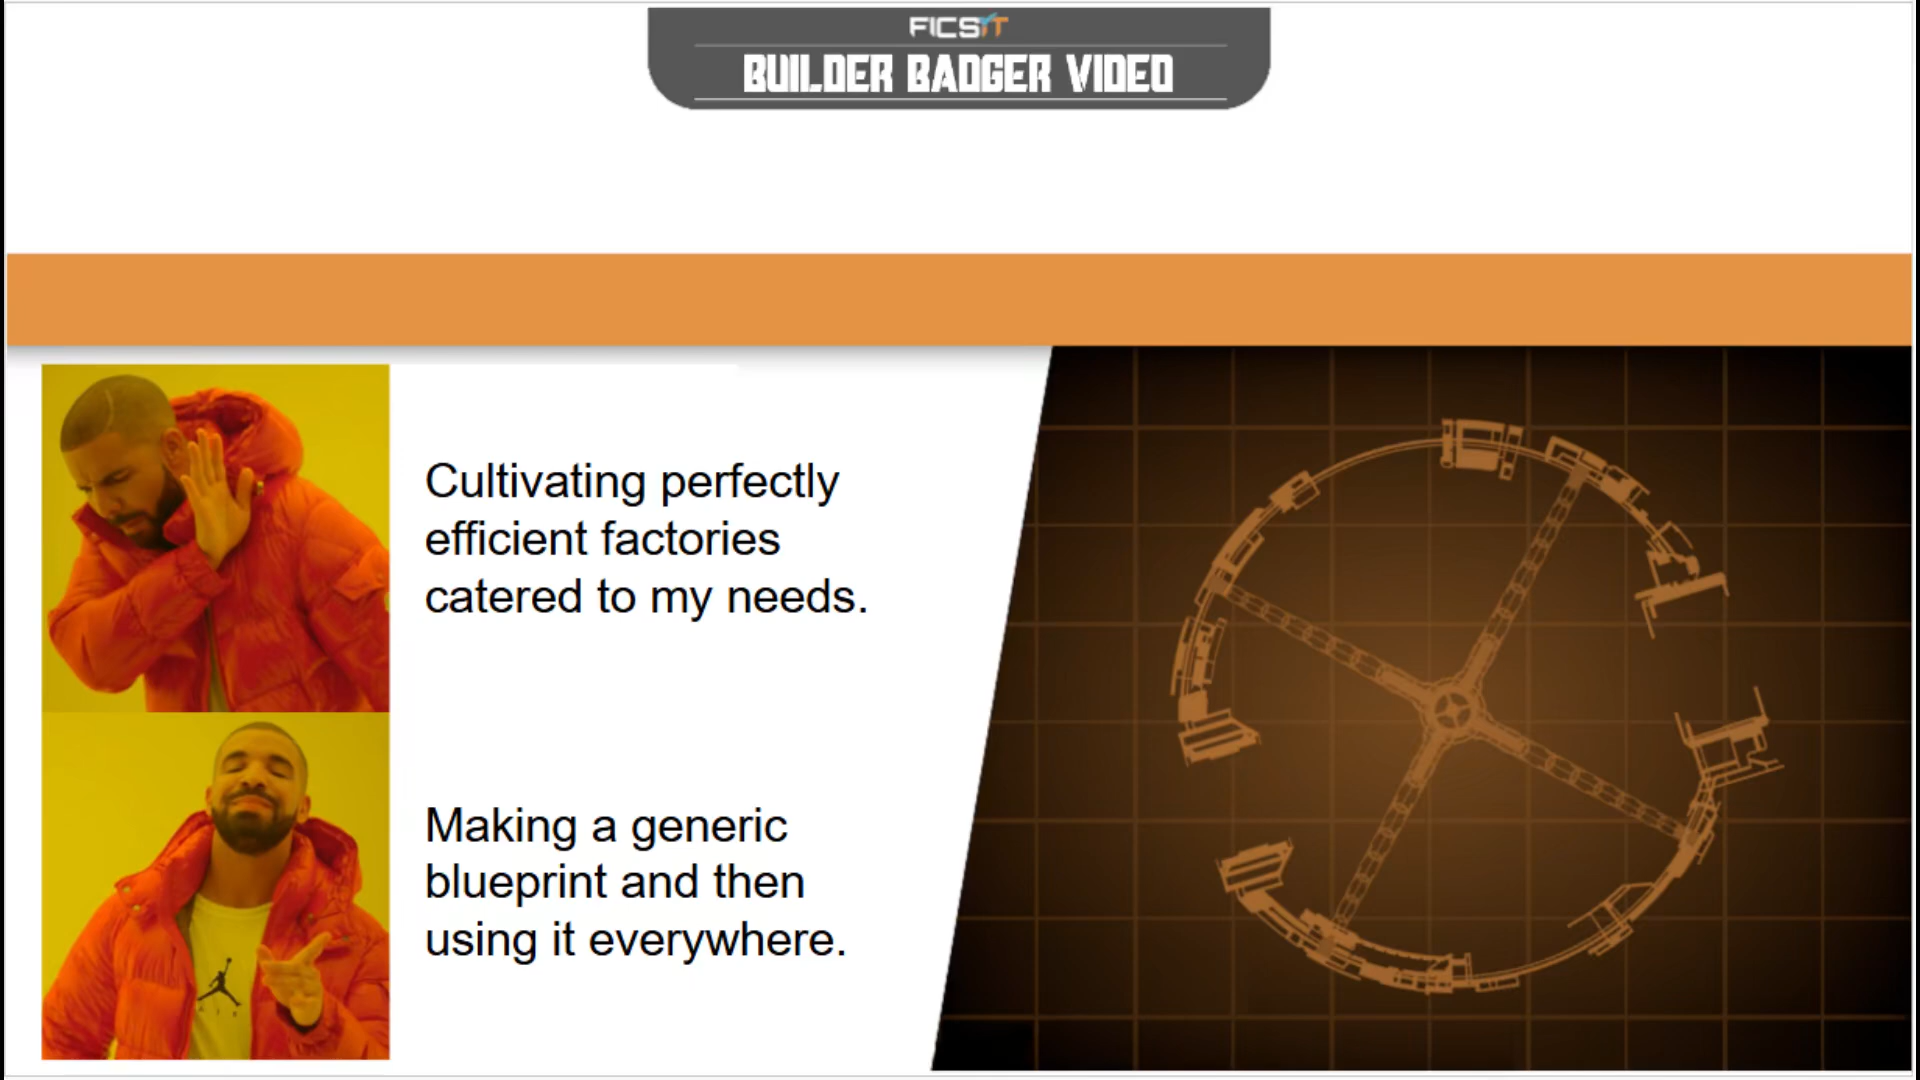 FICSIT
BUILDER BADGER VIDEO
Cultivating perfectly
efficient factories
catered to my needs.
Making a generic
blueprint and then
using it everywhere.